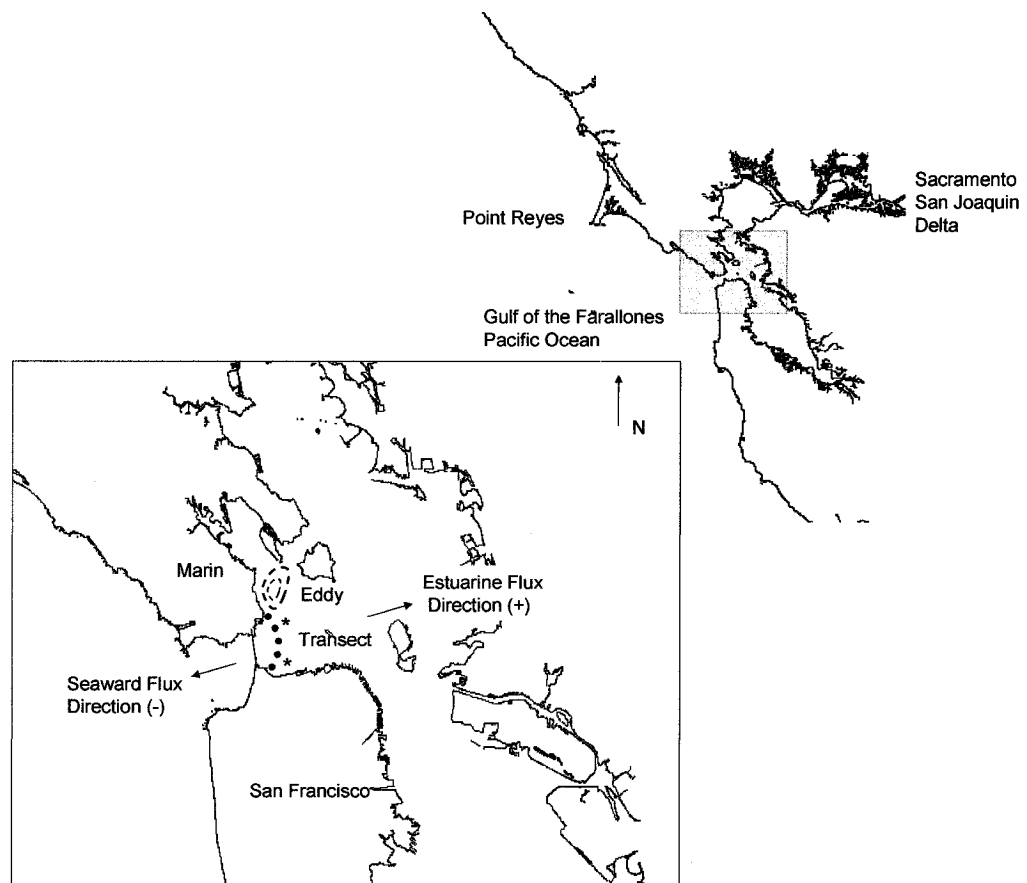 Point Reyes
Sacramento
San Joaquin
Delta
Gulf of the Farallones
Pacific Ocean
N
Marin
Eddy
Estuarine Flux
Direction (+)
*
Transect
*
Seaward Flux
Direction (-)
San Francisco